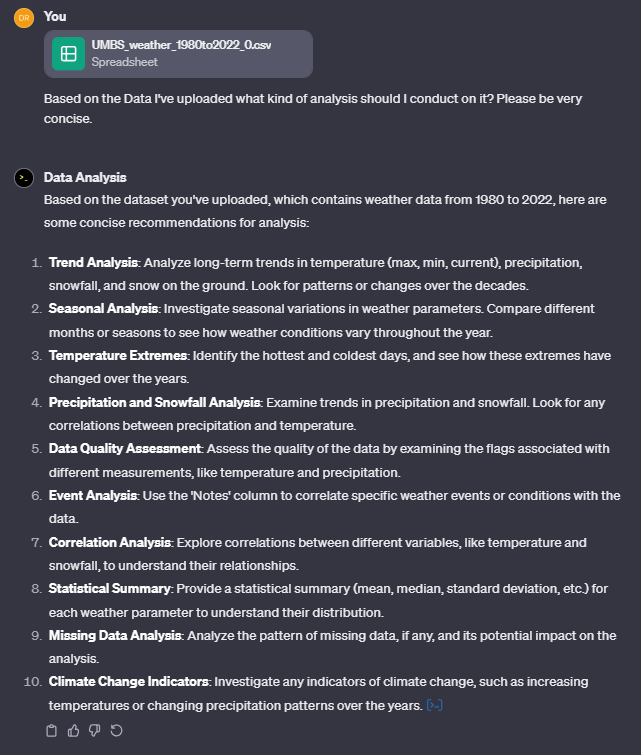 DR You
UMBS_weather_1980to2022_0.csv
Spreadsheet
Based on the Data I've uploaded what kind of analysis should I conduct on it? Please be very
concise.
>_ Data Analysis
Based on the dataset you've uploaded, which contains weather data from 1980 to 2022, here are
some concise recommendations for analysis:
1. Trend Analysis: Analyze long-term trends in temperature (max, min, current), precipitation,
snowfall, and snow on the ground. Look for patterns or changes over the decades.
2. Seasonal Analysis: Investigate seasonal variations in weather parameters. Compare different
months or seasons to see how weather conditions vary throughout the year.
3. Temperature Extremes: Identify the hottest and coldest days, and see how these extremes have
changed over the years.
4. Precipitation and Snowfall Analysis: Examine trends in precipitation and snowfall. Look for any
correlations between precipitation and temperature.
5. Data Quality Assessment: Assess the quality of the data by examining the flags associated with
different measurements, like temperature and precipitation.
6. Event Analysis: Use the 'Notes' column to correlate specific weather events or conditions with the
data.
7. Correlation Analysis: Explore correlations between different variables, like temperature and
snowfall, to understand their relationships.
8. Statistical Summary: Provide a statistical summary (mean, median, standard deviation, etc.) for
each weather parameter to understand their distribution.
9. Missing Data Analysis: Analyze the pattern of missing data, if any, and its potential impact on the
analysis.
10. Climate Change Indicators: Investigate any indicators of climate change, such as increasing
temperatures or changing precipitation patterns over the years. [>-]